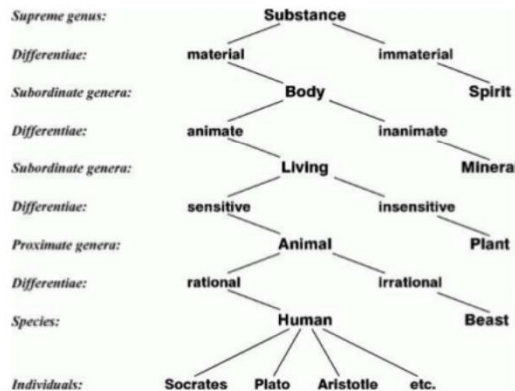 Supreme genus: Substance
Differentiae: material immaterial
Subordinate genera: Body Spirit
Differentiae: animate inanimate
Subordinate genera: Living Mineral
Differentiae: sensitive insensitive
Proximate genera: Animal Plant
Differentiae: rational irrational
Species: Human Beast
Individuals: Socrates Plato Aristotle etc.